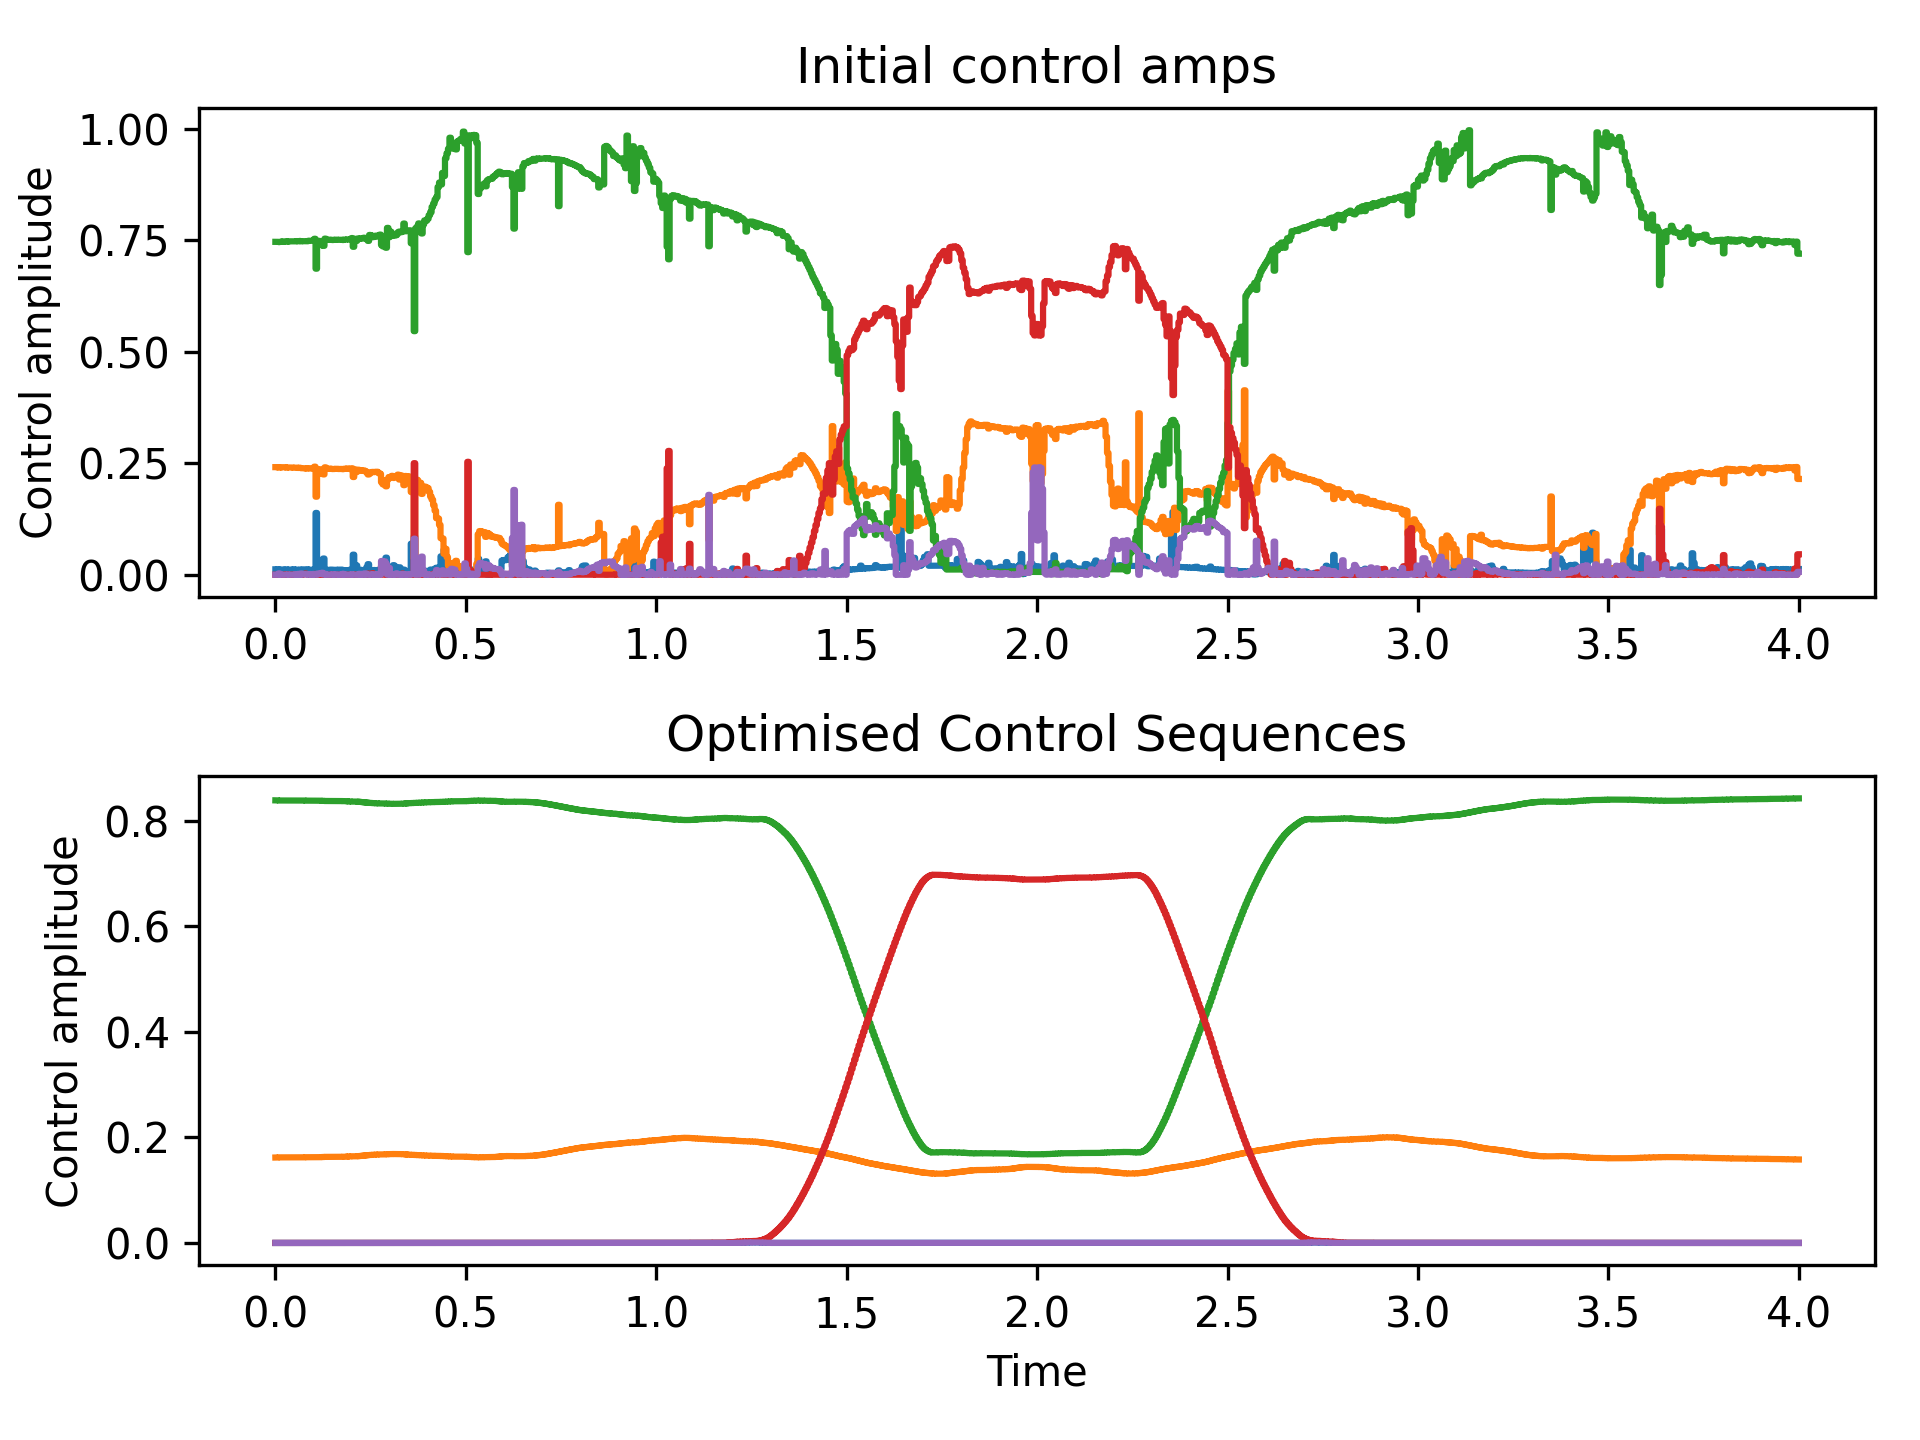 Initial control amps
Control amplitude
1.00
0.75
0.50
0.25
0.00
0.0 0.5 1.0 1.5 2.0 2.5 3.0 3.5 4.0
Optimised Control Sequences
Control amplitude
0.8
0.6
0.4
0.2
0.0
0.0 0.5 1.0 1.5 2.0 2.5 3.0 3.5 4.0
Time